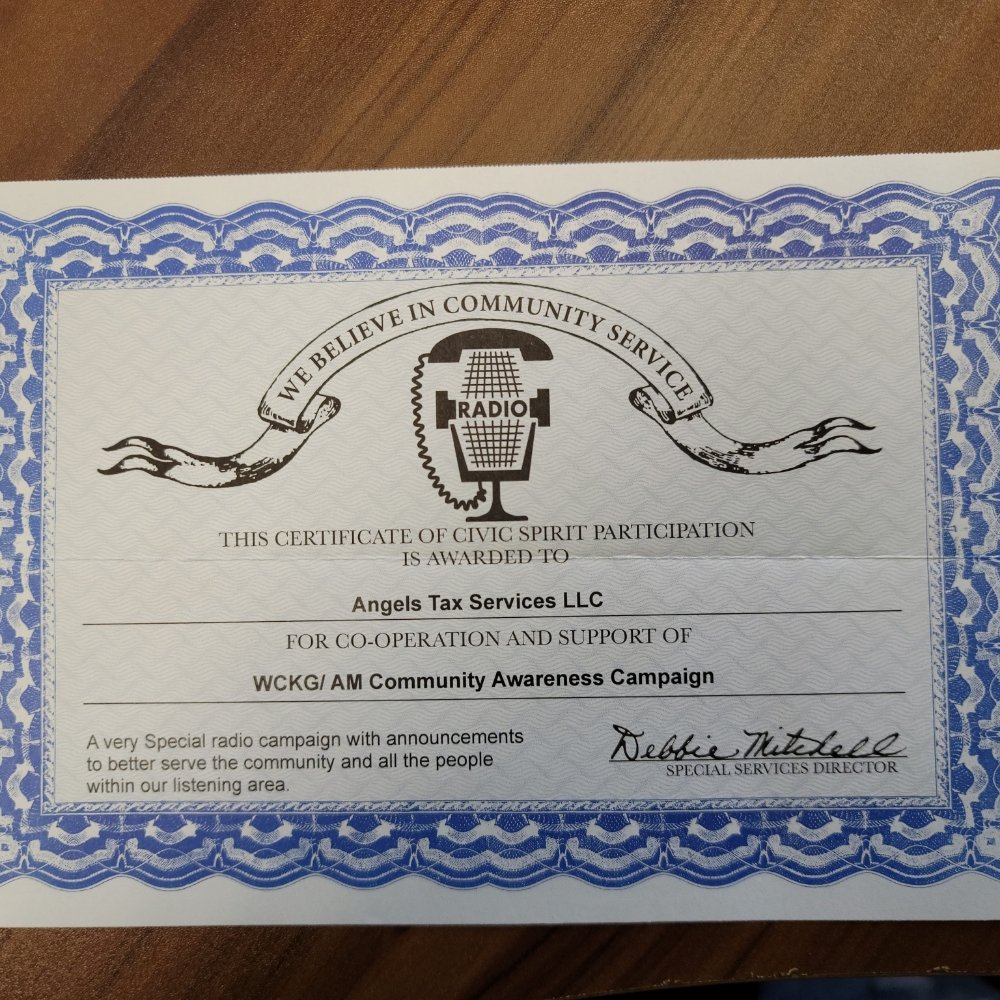 WE BELIEVE IN COMMUNITY SERVICE
RADIO
THIS CERTIFICATE OF CIVIC SPIRIT PARTICIPATION
IS AWARDED TO
Angels Tax Services LLC
FOR CO-OPERATION AND SUPPORT OF
WCKG/ AM Community Awareness Campaign
A very Special radio campaign with announcements
to better serve the community and all the people
within our listening area.
Debbie Mitchell
SPECIAL SERVICES DIRECTOR